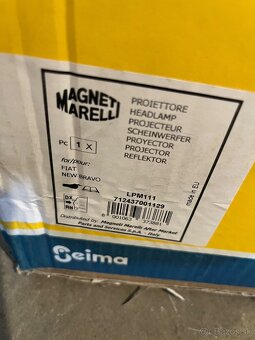 MAGNETI
MARELLI
PROIETTORE
HEADLAMP
PROJECTEUR
SCHEINWERFER
PROYECTOR
PROJECTOR
REFLEKTOR
Pc 1 X
for/pour:
FIAT
NEW BRAVO
made in EU
LPM111
712437001129
DX
RH
Distributed by: Magneti Marelli After Market
Parts and Services S.p.A. - Italy
Seima